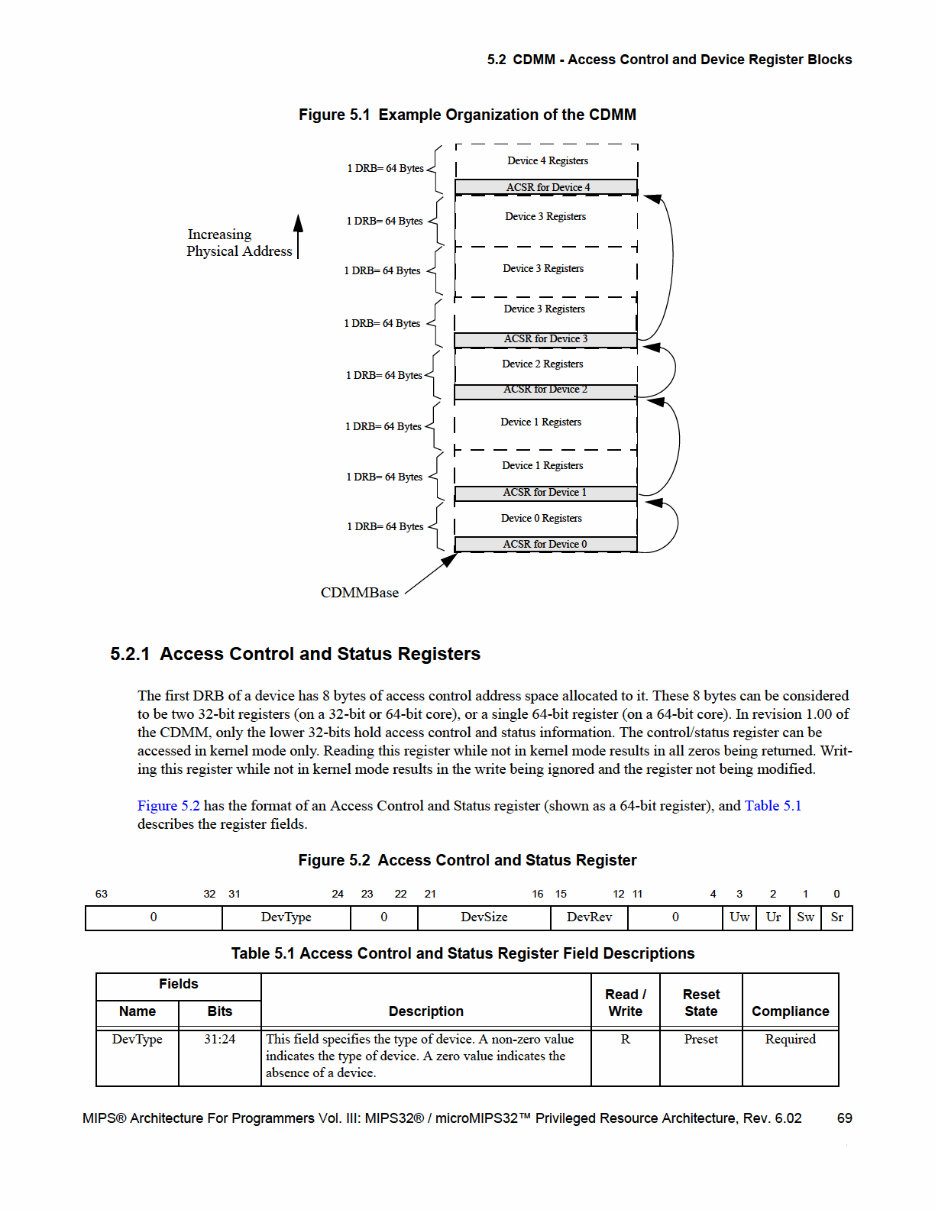 5.2 CDMM - Access Control and Device Register Blocks
Figure 5.1 Example Organization of the CDMM
1 DRB= 64 Bytes
Device 4 Registers
ACSR for Device 4
1 DRB= 64 Bytes
Device 3 Registers
Increasing
Physical Address
1 DRB= 64 Bytes
Device 3 Registers
1 DRB= 64 Bytes
Device 3 Registers
ACSR for Device 3
1 DRB= 64 Bytes
Device 2 Registers
ACSR for Device 2
1 DRB= 64 Bytes
Device 1 Registers
1 DRB= 64 Bytes
Device 1 Registers
ACSR for Device 1
1 DRB= 64 Bytes
Device 0 Registers
ACSR for Device 0
CDMMBase
5.2.1 Access Control and Status Registers
The first DRB of a device has 8 bytes of access control address space allocated to it. These 8 bytes can be considered
to be two 32-bit registers (on a 32-bit or 64-bit core), or a single 64-bit register (on a 64-bit core). In revision 1.00 of
the CDMM, only the lower 32-bits hold access control and status information. The control/status register can be
accessed in kernel mode only. Reading this register while not in kernel mode results in all zeros being returned. Writ-
ing this register while not in kernel mode results in the write being ignored and the register not being modified.
Figure 5.2 has the format of an Access Control and Status register (shown as a 64-bit register), and Table 5.1
describes the register fields.
Figure 5.2 Access Control and Status Register
63 32 31 24 23 22 21 16 15 12 11 4 3 2 1 0
0 DevType 0 DevSize DevRev 0 Uw Ur Sw Sr
Table 5.1 Access Control and Status Register Field Descriptions
Fields
Name Bits Description Read / Write Reset State Compliance
DevType 31:24 This field specifies the type of device. A non-zero value R Preset Required
indicates the type of device. A zero value indicates the
absence of a device.
MIPS® Architecture For Programmers Vol. III: MIPS32® / microMIPS32™ Privileged Resource Architecture, Rev. 6.02 69